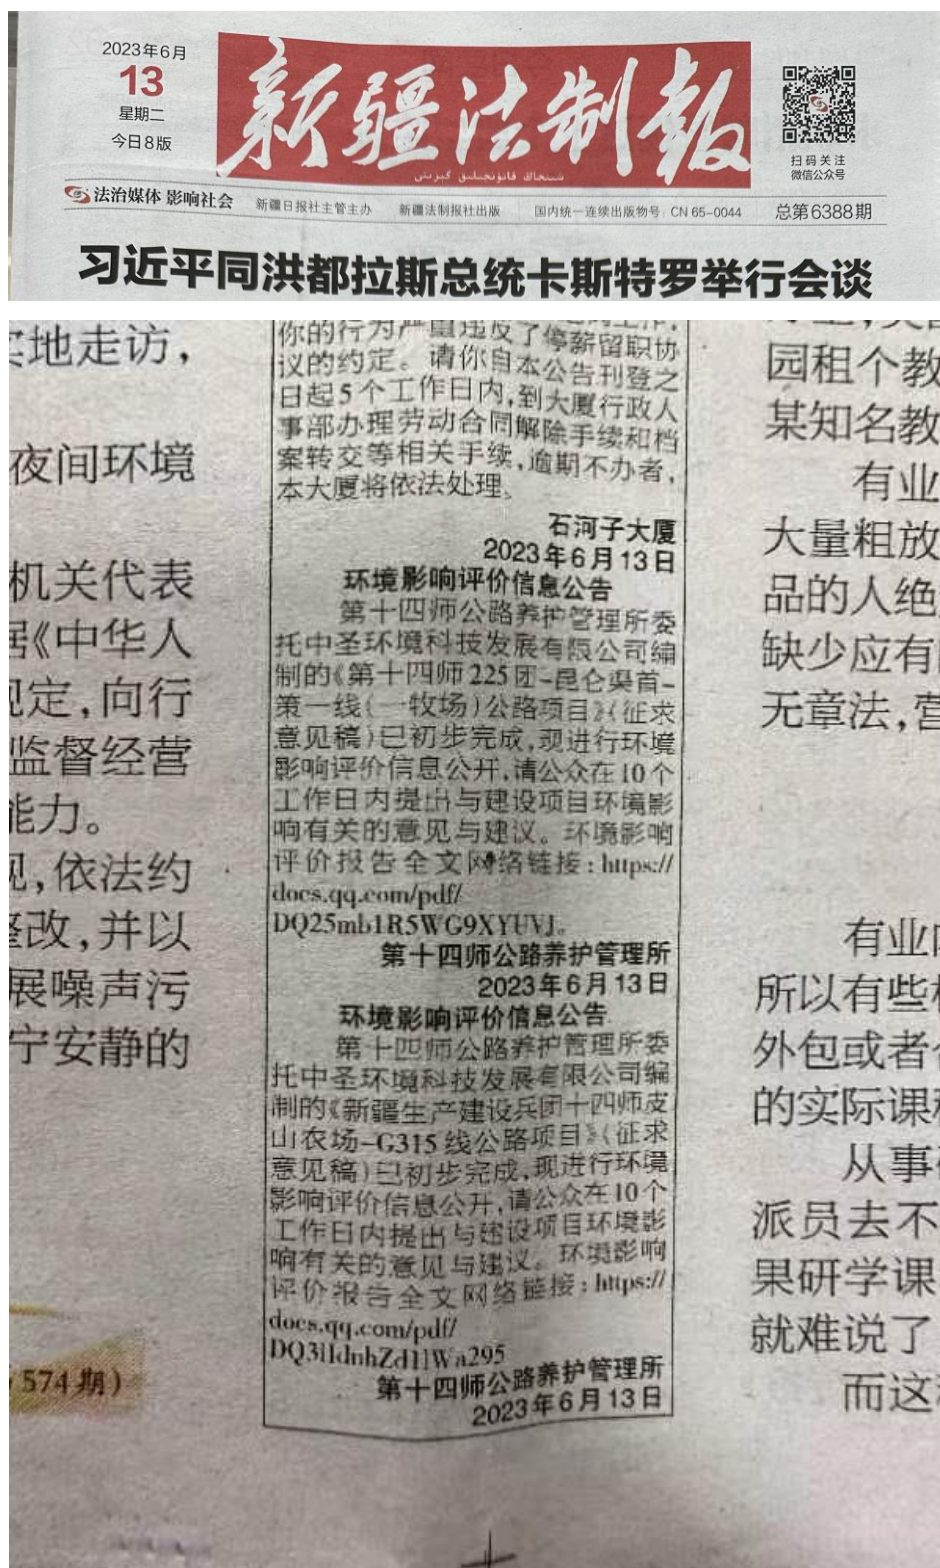 2023年6月
13
星期二
今日8版
新疆法制报
扫码关注
微信公众号
法治媒体 影响社会
新疆日报社主管主办
新疆法制报社出版
国内统一连续出版物号，CN 65-0044
总第6388期
习近平同洪都拉斯总统卡斯特罗举行会谈
实地走访，
夜间环境
机关代表
据《中华人
规定，向行
监督经营
能力。
现，依法约
整改，并以
展噪声污
宁安静的
574期）
你的行为严重违反了停薪留职协
议的约定。请你自本公告刊登之
日起5个工作日内，到大厦行政人
事部办理劳动合同解除手续和档
案转交等相关手续，逾期不办者，
本大厦将依法处理。
石河子大厦
2023年6月13日
环境影响评价信息公告
第十四师公路养护管理所委
托中圣环境科技发展有限公司编
制的《第十四师225团-昆仑奥首-
策一线（一牧场）公路项目》（征求
意见稿）已初步完成，现进行环境
影响评价信息公开，请公众在10个
工作日内提出与建设项目环境影
响有关的意见与建议。环境影响
评价报告全文网络链接：https://
docs.qq.com/pdf/
DQ25mb1R5WG9XYUVJ。
第十四师公路养护管理所
2023年6月13日
环境影响评价信息公告
第十四师公路养护管理所委
托中圣环境科技发展有限公司编
制的《新疆生产建设兵团十四师皮
山农场-G315线公路项目》（征求
意见稿）已初步完成，现进行环境
影响评价信息公开，请公众在10个
工作日内提出与建设项目环境影
响有关的意见与建议。环境影响
评价报告全文网络链接：https://
docs.qq.com/pdf/
第十四师公路养护管理所
2023年6月13日
园租个教
某知名教
有业
大量粗放
品的人绝
缺少应有
无章法，营
有业内
所以有些机
外包或者
的实际课
从事
派员去不
果研学课
就难说了
而这